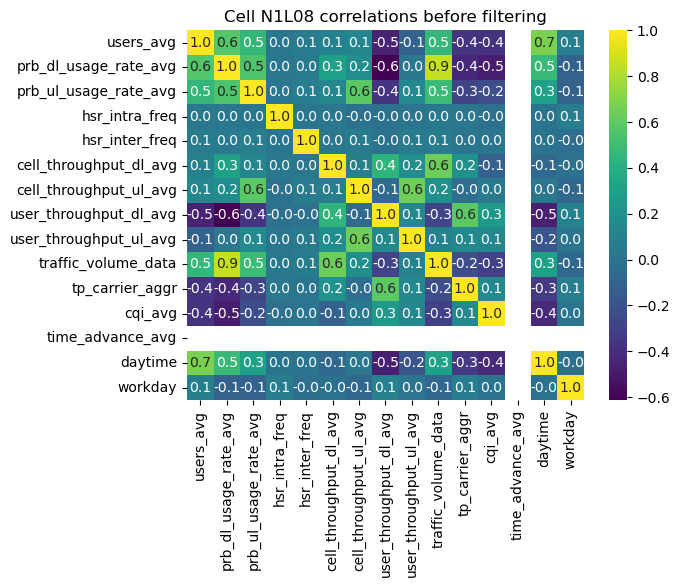 Cell N1L08 correlations before filtering
users_avg 1.0 0.6 0.5 0.0 0.1 0.1 0.1 -0.5 -0.1 0.5 -0.4 -0.4 0.7 0.1
prb_dl_usage_rate_avg 0.6 1.0 0.5 0.0 0.0 0.3 0.2 -0.6 0.0 0.9 -0.4 -0.5 0.5 -0.1
prb_ul_usage_rate_avg 0.5 0.5 1.0 0.0 0.1 0.1 0.6 -0.4 0.1 0.5 -0.3 -0.2 0.3 -0.1
hsr_intra_freq 0.0 0.0 0.0 1.0 0.0 0.0 -0.0 -0.0 0.0 0.0 0.0 -0.0 0.0 0.1
hsr_inter_freq 0.1 0.0 0.1 0.0 1.0 0.0 0.1 -0.0 0.1 0.1 0.0 -0.0 0.0 -0.0
cell_throughput_dl_avg 0.1 0.3 0.1 0.0 0.0 1.0 0.1 0.4 0.2 0.6 0.2 -0.1 -0.1 -0.0
cell_throughput_ul_avg 0.1 0.2 0.6 -0.0 0.1 0.1 1.0 -0.1 0.6 0.2 -0.0 0.0 0.0 -0.1
user_throughput_dl_avg -0.5 -0.6 -0.4 -0.0 -0.0 0.4 -0.1 1.0 0.1 -0.3 0.6 0.3 -0.5 0.1
user_throughput_ul_avg -0.1 0.0 0.1 0.0 0.1 0.2 0.6 0.1 1.0 0.1 0.1 0.1 -0.2 0.0
traffic_volume_data 0.5 0.9 0.5 0.0 0.1 0.6 0.2 -0.3 0.1 1.0 -0.2 -0.3 0.3 -0.1
tp_carrier_aggr -0.4 -0.4 -0.3 0.0 0.0 0.2 -0.0 0.6 0.1 -0.2 1.0 0.1 -0.3 0.1
cqi_avg -0.4 -0.5 -0.2 -0.0 -0.0 -0.1 0.0 0.3 0.1 -0.3 0.1 1.0 -0.4 0.0
time_advance_avg
daytime 0.7 0.5 0.3 0.0 0.0 -0.1 0.0 -0.5 -0.2 0.3 -0.3 -0.4 1.0 -0.0
workday 0.1 -0.1 -0.1 0.1 -0.0 -0.0 -0.1 0.1 0.0 -0.1 0.1 0.0 -0.0 1.0
users_avg
prb_dl_usage_rate_avg
prb_ul_usage_rate_avg
hsr_intra_freq
hsr_inter_freq
cell_throughput_dl_avg
cell_throughput_ul_avg
user_throughput_dl_avg
user_throughput_ul_avg
traffic_volume_data
tp_carrier_aggr
cqi_avg
time_advance_avg
daytime
workday
1.0
0.8
0.6
0.4
0.2
0.0
−0.2
−0.4
−0.6